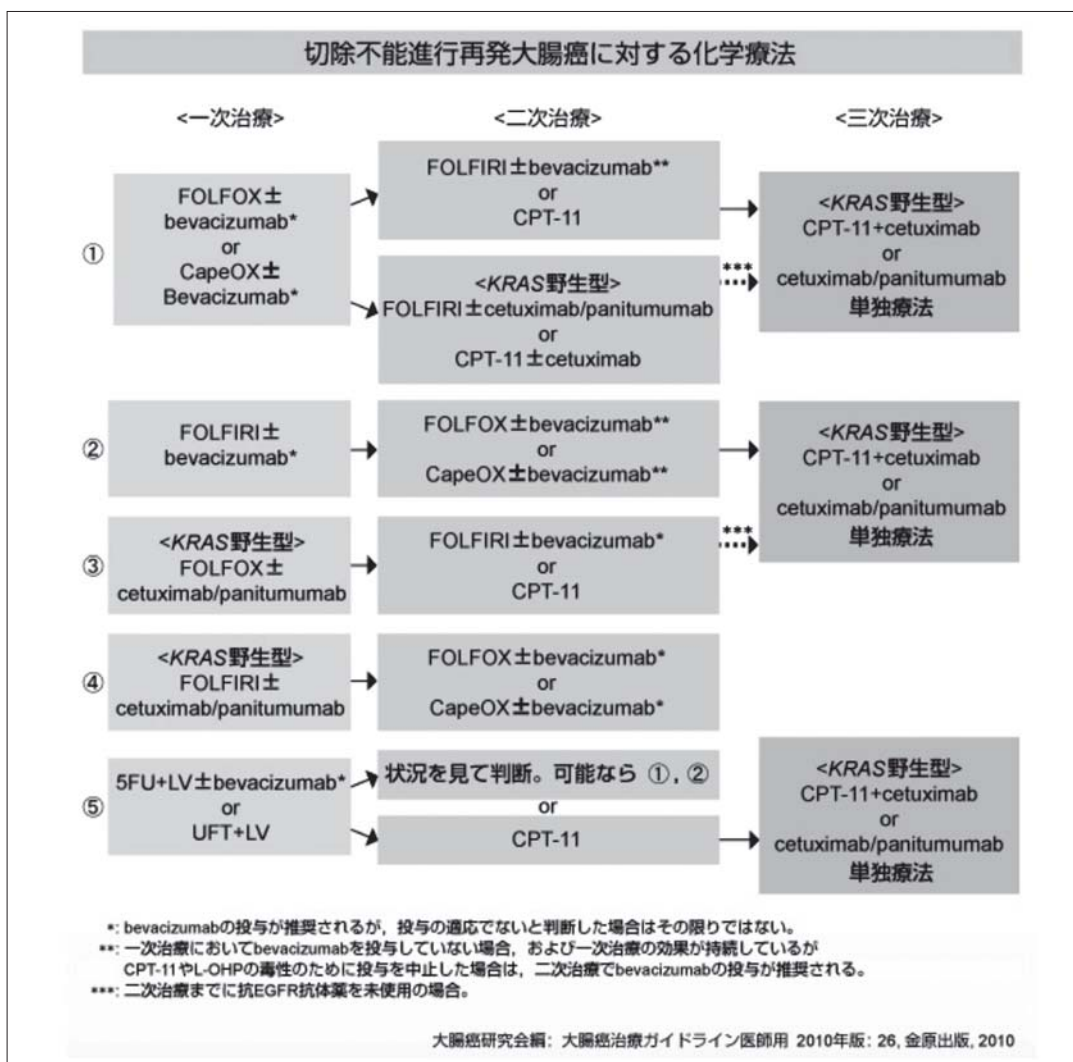 切除不能進行再発大腸癌に対する化学療法
<一次治療>
<二次治療>
<三次治療>
①
FOLFOX±
bevacizumab*
or
CapeOX±
Bevacizumab*
FOLFIRI±bevacizumab**
or
CPT-11
<KRAS野生型>
FOLFIRI±cetuximab/panitumumab
or
CPT-11±cetuximab
***
<KRAS野生型>
CPT-11+cetuximab
or
cetuximab/panitumumab
単独療法
②
FOLFIRI±
bevacizumab*
FOLFOX±bevacizumab**
or
CapeOX±bevacizumab**
<KRAS野生型>
CPT-11+cetuximab
or
cetuximab/panitumumab
単独療法
③
<KRAS野生型>
FOLFOX±
cetuximab/panitumumab
FOLFIRI±bevacizumab*
or
CPT-11
***
④
<KRAS野生型>
FOLFIRI±
cetuximab/panitumumab
FOLFOX±bevacizumab*
or
CapeOX±bevacizumab*
⑤
5FU+LV±bevacizumab*
or
UFT+LV
状況を見て判断。可能なら ①, ②
or
CPT-11
<KRAS野生型>
CPT-11+cetuximab
or
cetuximab/panitumumab
単独療法
*: bevacizumabの投与が推奨されるが，投与の適応でないと判断した場合はその限りではない。
**: 一次治療においてbevacizumabを投与していない場合，および一次治療の効果が持続しているが
CPT-11やL-OHPの毒性のために投与を中止した場合は，二次治療でbevacizumabの投与が推奨される。
***: 二次治療までに抗EGFR抗体薬を未使用の場合。
大腸癌研究会編: 大腸癌治療ガイドライン医師用 2010年版: 26, 金原出版, 2010